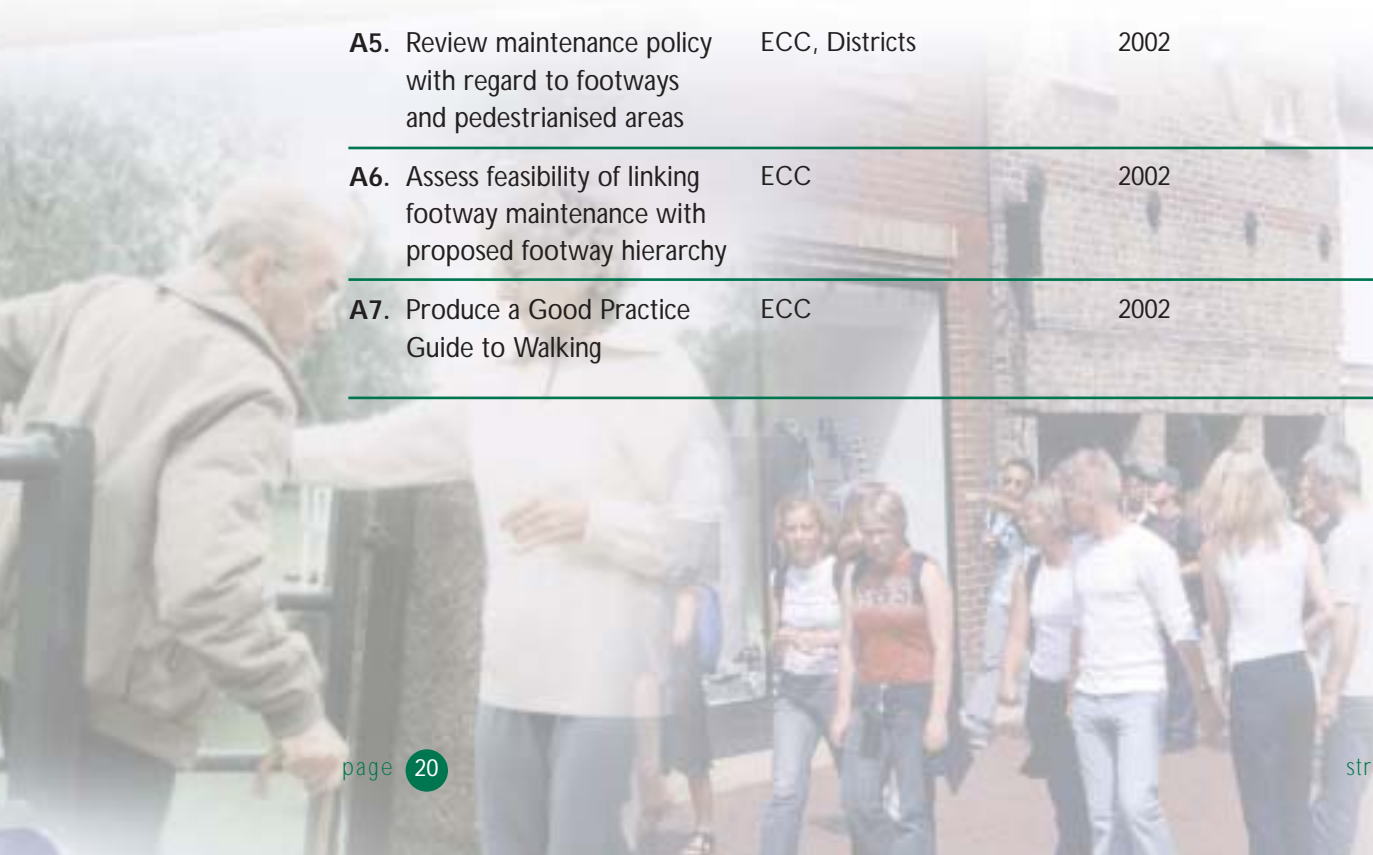 A5. Review maintenance policy ECC, Districts 2002
with regard to footways
and pedestrianised areas
A6. Assess feasibility of linking ECC 2002
footway maintenance with
proposed footway hierarchy
A7. Produce a Good Practice ECC 2002
Guide to Walking
page 20 str